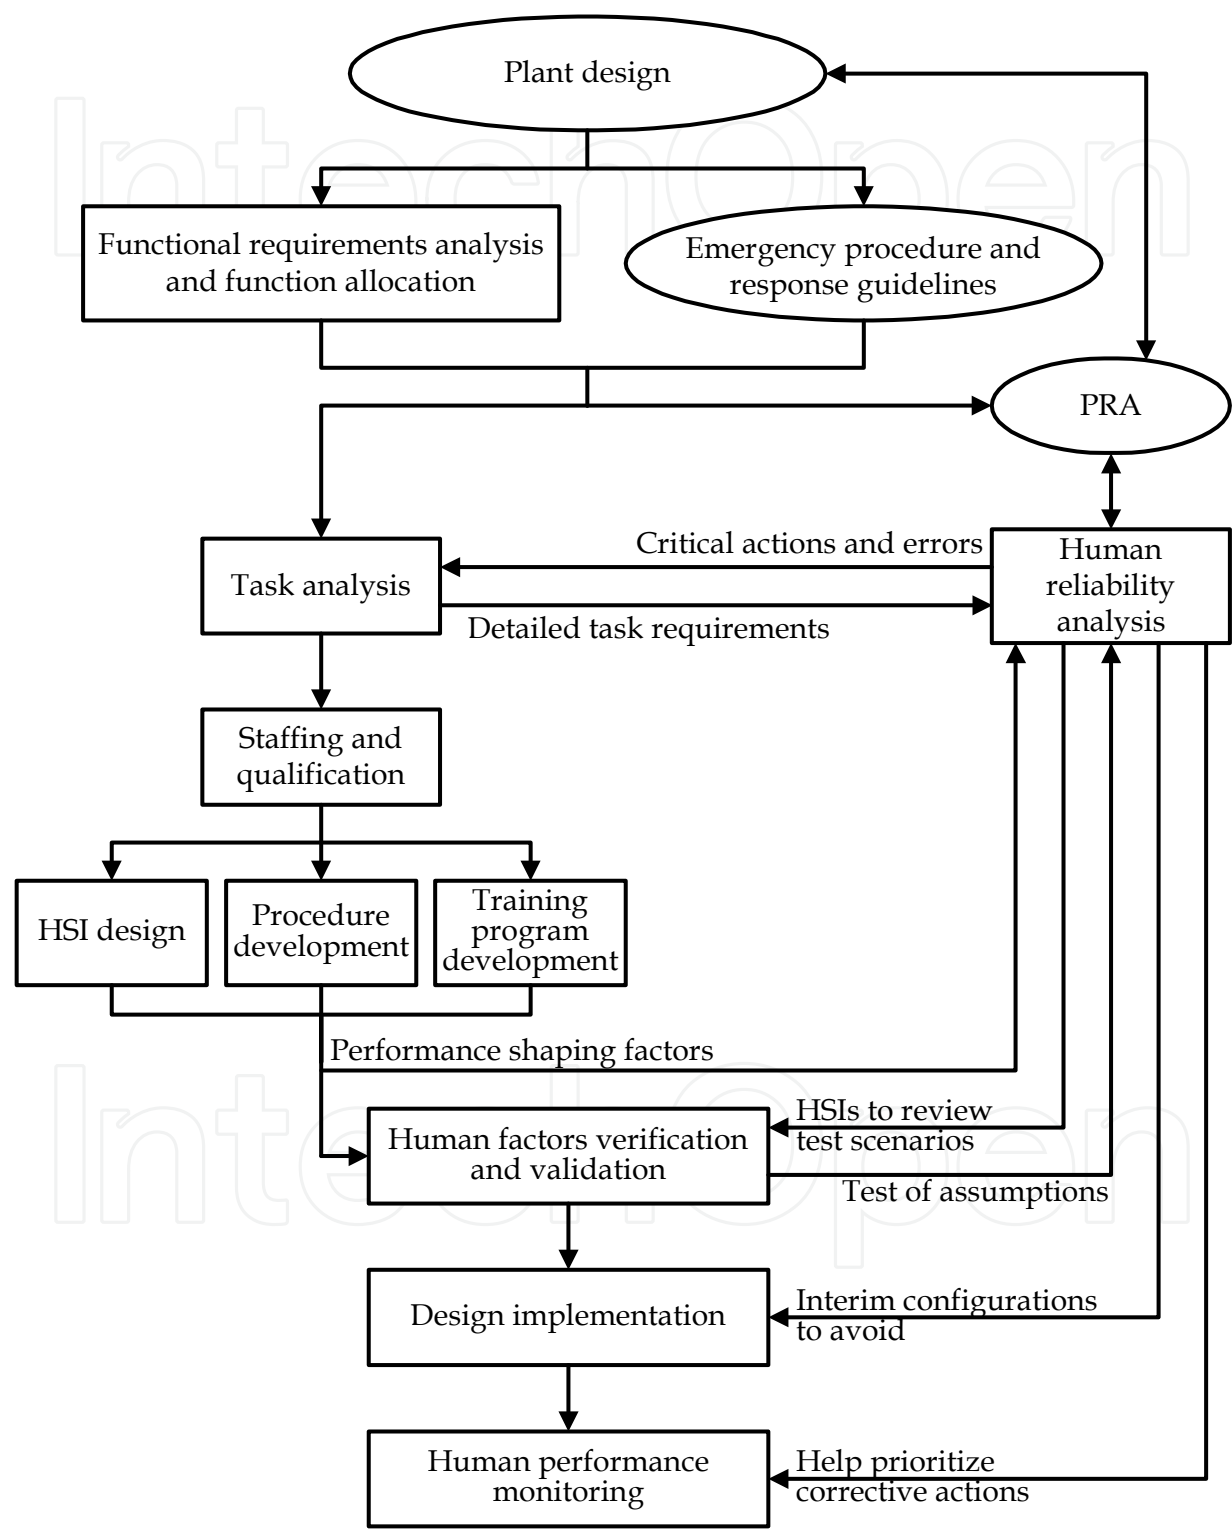 Plant design
Functional requirements analysis
and function allocation
Emergency procedure and
response guidelines
PRA
Critical actions and errors
Human
reliability
analysis
Task analysis
Detailed task requirements
Staffing and
qualification
HSI design
Procedure
development
Training
program
development
Performance shaping factors
HSIs to review
test scenarios
Human factors verification
and validation
Test of assumptions
Design implementation
Interim configurations
to avoid
Human performance
monitoring
Help prioritize
corrective actions
IntechOpen
IntechOpen